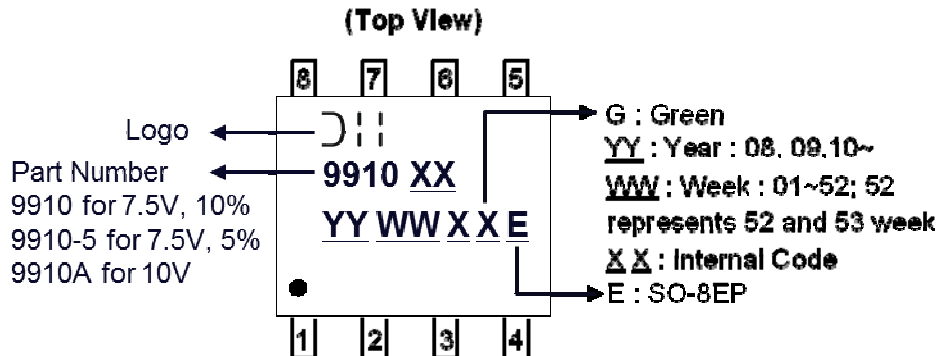 (Top View)
8 7 6 5
Logo
Part Number
9910 for 7.5V, 10%
9910-5 for 7.5V, 5%
9910A for 10V
9910 XX
YY WW X X E
G : Green
YY : Year : 08, 09,10~
WW : Week : 01~52; 52
represents 52 and 53 week
X X : Internal Code
E : SO-8EP
1 2 3 4